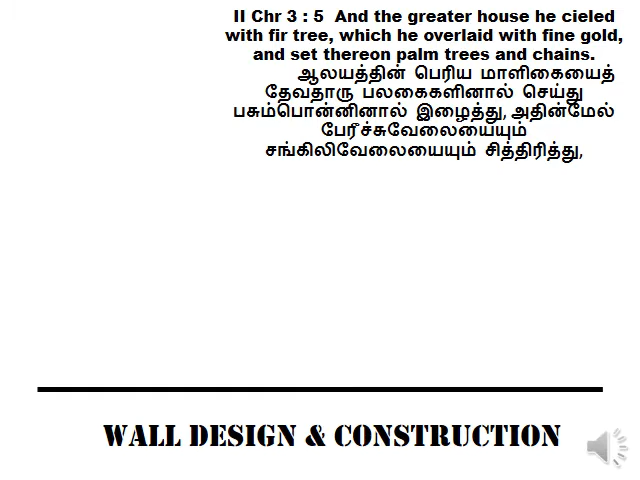 II Chr 3 : 5  And the greater house he cieled
with fir tree, which he overlaid with fine gold,
and set thereon palm trees and chains.
ஆலயத்தின் பெரிய மாளிகையைத்
தேவதாரு பலகைகளினால் செய்து
பசும்பொன்னினால் இழைத்து, அதின்மேல்
பேரீச்சுவேலையையும்
சங்கிலிவேலையையும் சித்திரித்து,
WALL DESIGN & CONSTRUCTION